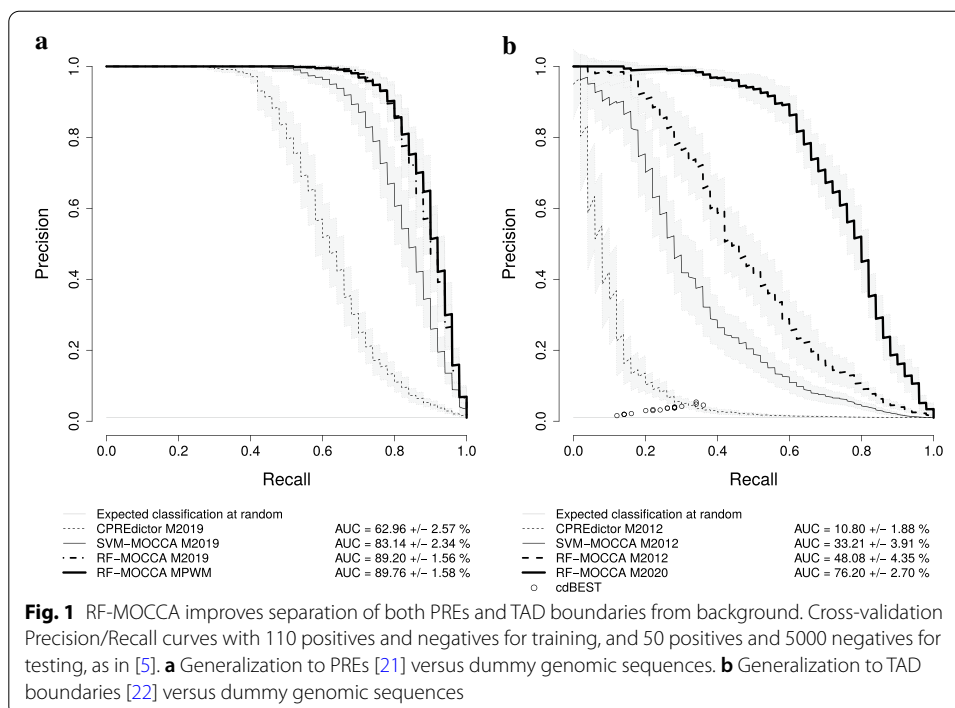 a
b
Precision
0.0 0.2 0.4 0.6 0.8 1.0
0.0 0.2 0.4 0.6 0.8 1.0
Recall
Precision
0.0 0.2 0.4 0.6 0.8 1.0
0.0 0.2 0.4 0.6 0.8 1.0
Recall
Expected classification at random
CPREdictor M2019 AUC = 62.96 +/− 2.57 %
SVM−MOCCA M2019 AUC = 83.14 +/− 2.34 %
RF−MOCCA M2019 AUC = 89.20 +/− 1.56 %
RF−MOCCA MPWM AUC = 89.76 +/− 1.58 %
Expected classification at random
CPREdictor M2012 AUC = 10.80 +/− 1.88 %
SVM−MOCCA M2012 AUC = 33.21 +/− 3.91 %
RF−MOCCA M2012 AUC = 48.08 +/− 4.35 %
RF−MOCCA M2020 AUC = 76.20 +/− 2.70 %
cdBEST
Fig. 1 RF-MOCCA improves separation of both PREs and TAD boundaries from background. Cross-validation
Precision/Recall curves with 110 positives and negatives for training, and 50 positives and 5000 negatives for
testing, as in [5]. a Generalization to PREs [21] versus dummy genomic sequences. b Generalization to TAD
boundaries [22] versus dummy genomic sequences